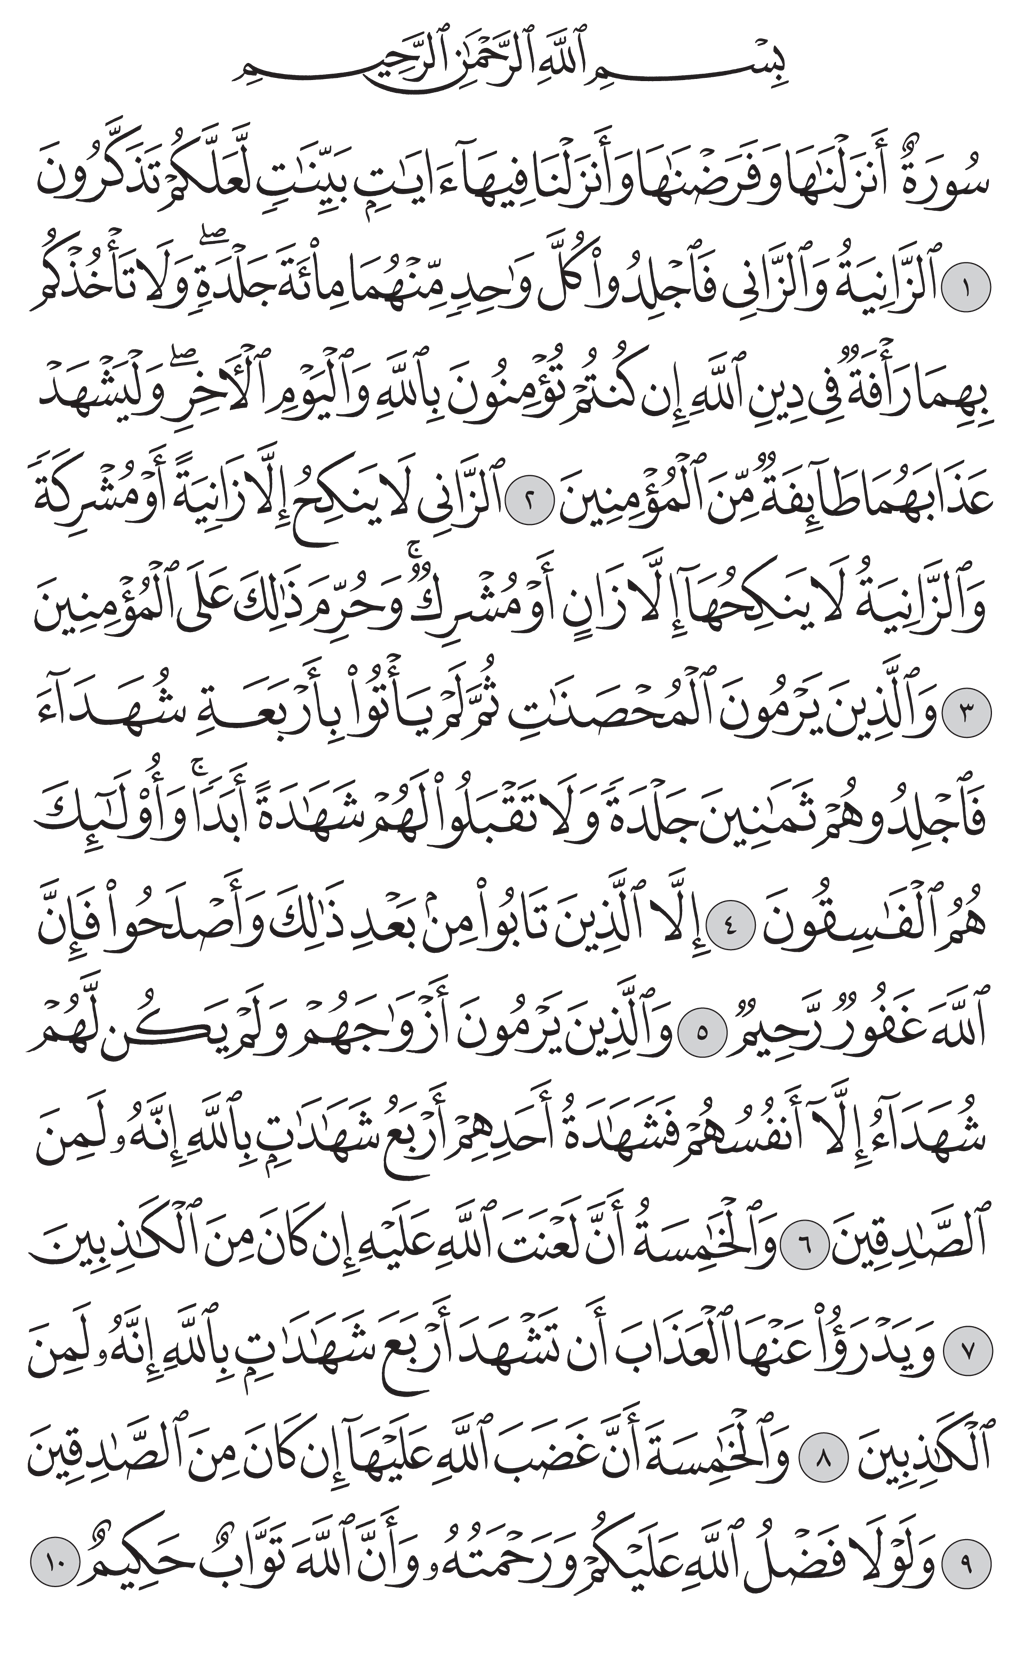 بِسْمِ ٱللَّهِ ٱلرَّحْمَٰنِ ٱلرَّحِيمِ
سُورَةٌ أَنزَلْنَٰهَا وَفَرَضْنَٰهَا وَأَنزَلْنَا فِيهَآ ءَايَٰتٍۭ بَيِّنَٰتٍ لَّعَلَّكُمْ تَذَكَّرُونَ
١ ٱلزَّانِيَةُ وَٱلزَّانِى فَٱجْلِدُوا۟ كُلَّ وَٰحِدٍ مِّنْهُمَا مِا۟ئَةَ جَلْدَةٍ ۖ وَلَا تَأْخُذْكُم
بِهِمَا رَأْفَةٌ فِى دِينِ ٱللَّهِ إِن كُنتُمْ تُؤْمِنُونَ بِٱللَّهِ وَٱلْيَوْمِ ٱلْـَٔاخِرِ ۖ وَلْيَشْهَدْ
عَذَابَهُمَا طَآئِفَةٌ مِّنَ ٱلْمُؤْمِنِينَ ٢ ٱلزَّانِى لَا يَنكِحُ إِلَّا زَانِيَةً أَوْ مُشْرِكَةً
وَٱلزَّانِيَةُ لَا يَنكِحُهَآ إِلَّا زَانٍ أَوْ مُشْرِكٌ ۚ وَحُرِّمَ ذَٰلِكَ عَلَى ٱلْمُؤْمِنِينَ
٣ وَٱلَّذِينَ يَرْمُونَ ٱلْمُحْصَنَٰتِ ثُمَّ لَمْ يَأْتُوا۟ بِأَرْبَعَةِ شُهَدَآءَ
فَٱجْلِدُوهُمْ ثَمَٰنِينَ جَلْدَةً وَلَا تَقْبَلُوا۟ لَهُمْ شَهَٰدَةً أَبَدًا ۚ وَأُو۟لَٰٓئِكَ
هُمُ ٱلْفَٰسِقُونَ ٤ إِلَّا ٱلَّذِينَ تَابُوا۟ مِنۢ بَعْدِ ذَٰلِكَ وَأَصْلَحُوا۟ فَإِنَّ
ٱللَّهَ غَفُورٌ رَّحِيمٌ ٥ وَٱلَّذِينَ يَرْمُونَ أَزْوَٰجَهُمْ وَلَمْ يَكُن لَّهُمْ
شُهَدَآءُ إِلَّآ أَنفُسُهُمْ فَشَهَٰدَةُ أَحَدِهِمْ أَرْبَعُ شَهَٰدَٰتٍۭ بِٱللَّهِ إِنَّهُۥ لَمِنَ
ٱلصَّٰدِقِينَ ٦ وَٱلْخَٰمِسَةُ أَنَّ لَعْنَتَ ٱللَّهِ عَلَيْهِ إِن كَانَ مِنَ ٱلْكَٰذِبِينَ
٧ وَيَدْرَؤُا۟ عَنْهَا ٱلْعَذَابَ أَن تَشْهَدَ أَرْبَعَ شَهَٰدَٰتٍۭ بِٱللَّهِ إِنَّهُۥ لَمِنَ
ٱلْكَٰذِبِينَ ٨ وَٱلْخَٰمِسَةَ أَنَّ غَضَبَ ٱللَّهِ عَلَيْهَآ إِن كَانَ مِنَ ٱلصَّٰدِقِينَ
٩ وَلَوْلَا فَضْلُ ٱللَّهِ عَلَيْكُمْ وَرَحْمَتُهُۥ وَأَنَّ ٱللَّهَ تَوَّابٌ حَكِيمٌ ١٠